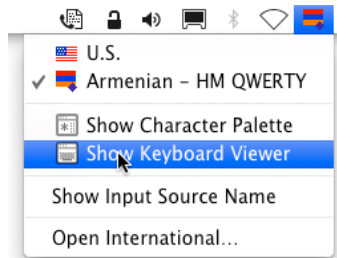 U.S.
Armenian – HM QWERTY
Show Character Palette
Show Keyboard Viewer
Show Input Source Name
Open International...